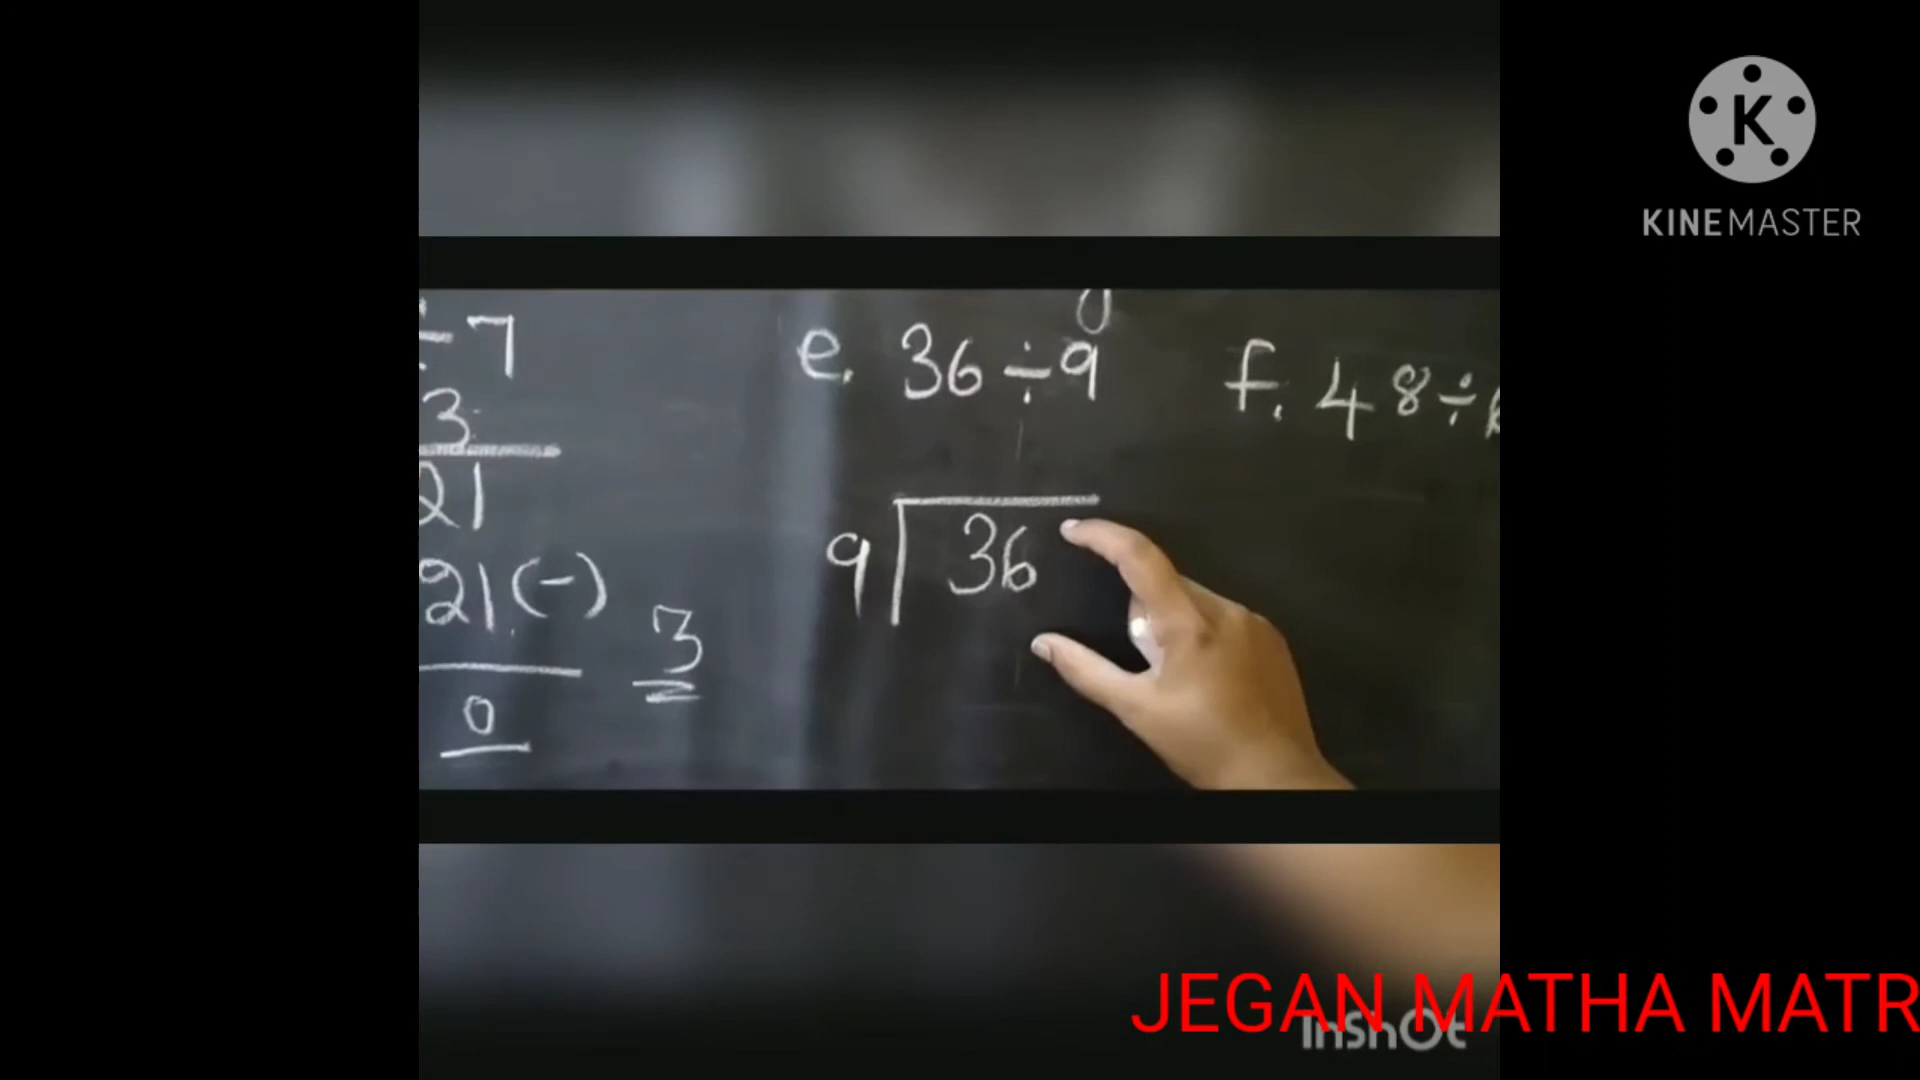 KINEMASTER
÷7
3
21
21(-)
3
0
e. 36÷9
9 36
f. 48÷
JEGAN MATHA MATR
InShOt